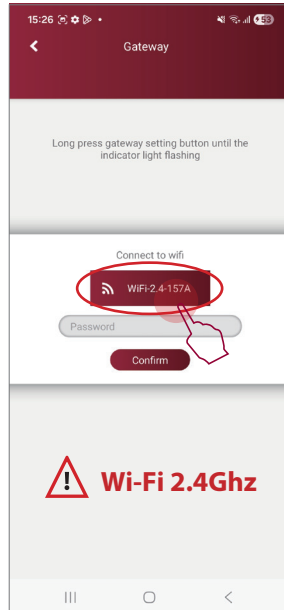 15:26
53
Gateway
Long press gateway setting button until the
indicator light flashing
Connect to wifi
WiFi-2.4-157A
Password
Confirm
! Wi-Fi 2.4Ghz